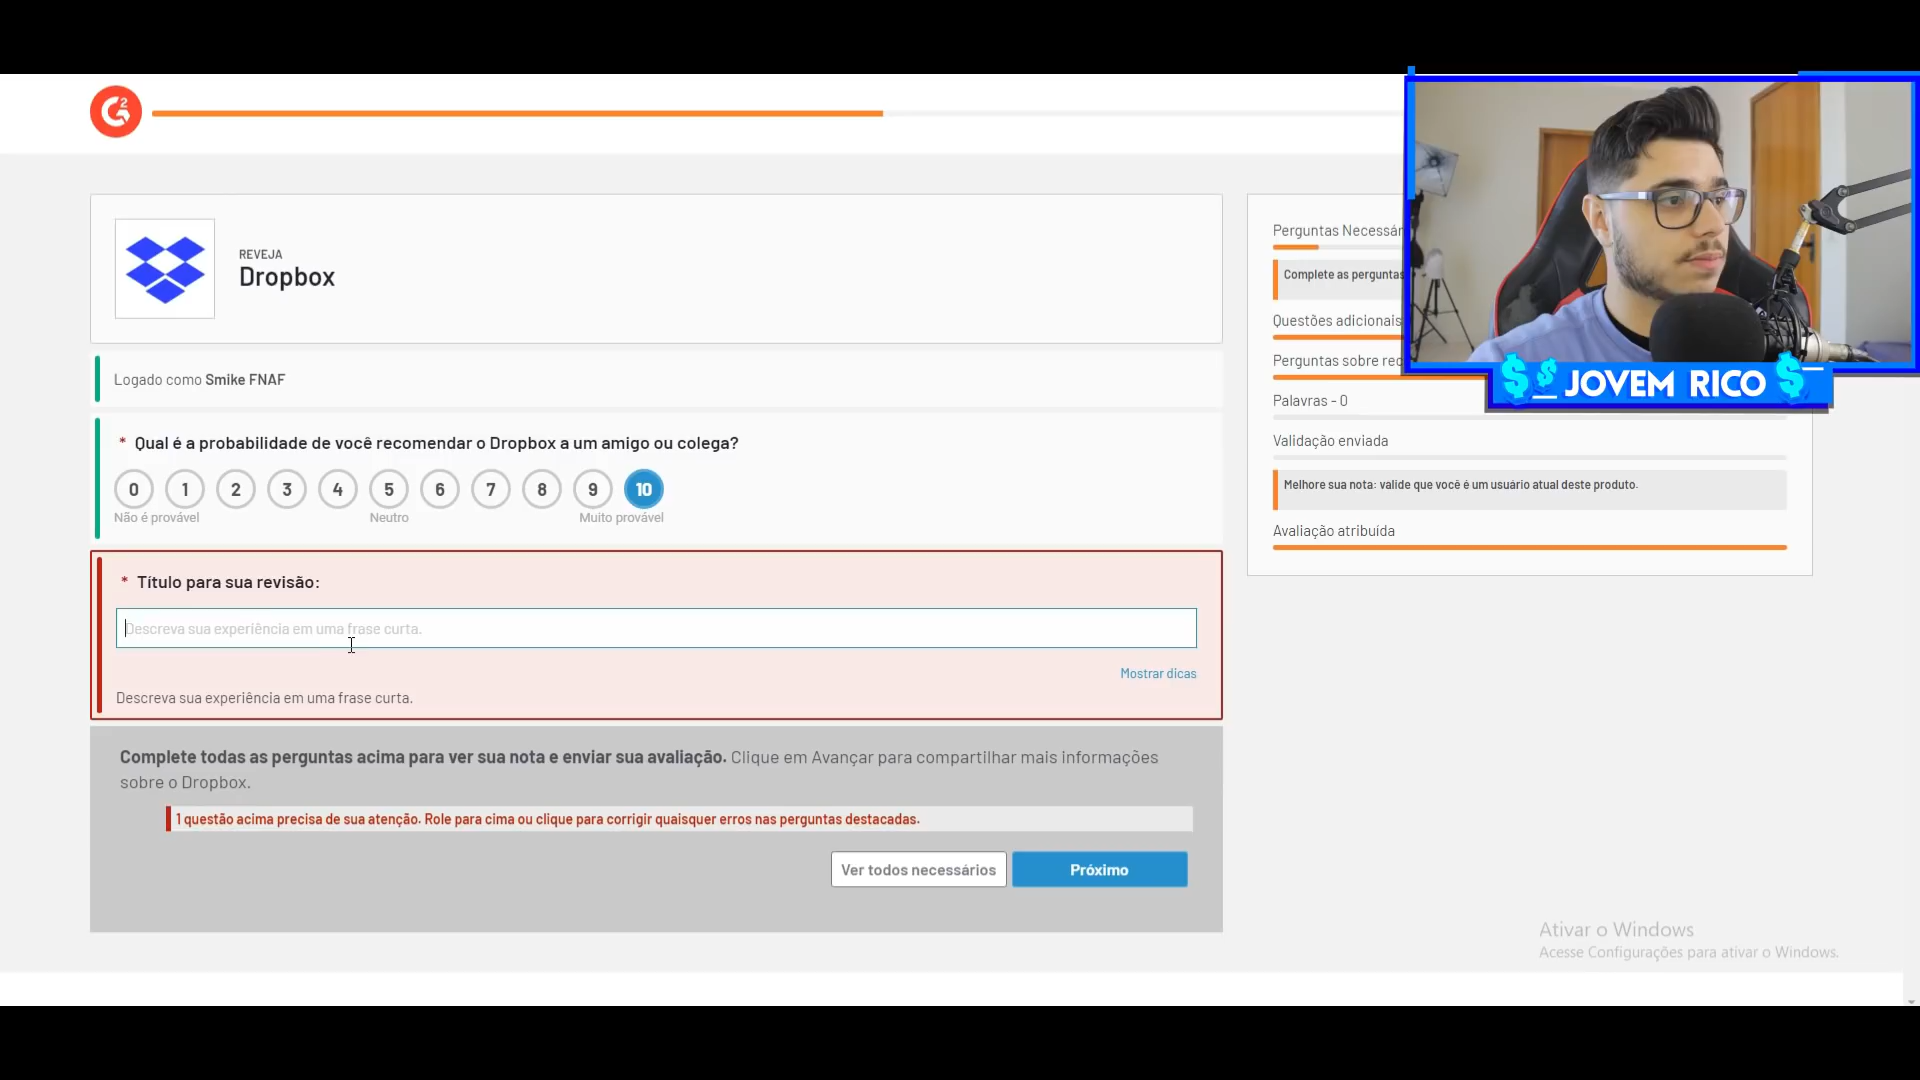 G2
REVEJA
Dropbox
Logado como Smike FNAF
* Qual é a probabilidade de você recomendar o Dropbox a um amigo ou colega?
0 1 2 3 4 5 6 7 8 9 10
Não é provável Neutro Muito provável
* Título para sua revisão:
Descreva sua experiência em uma frase curta.
Mostrar dicas
Descreva sua experiência em uma frase curta.
Complete todas as perguntas acima para ver sua nota e enviar sua avaliação. Clique em Avançar para compartilhar mais informações
sobre o Dropbox.
1 questão acima precisa de sua atenção. Role para cima ou clique para corrigir quaisquer erros nas perguntas destacadas.
Ver todos necessários Próximo
Perguntas
Complete as perguntas
Questões adicionais
Perguntas sobre
Palavras - 0
Validação enviada
Melhore sua nota: valide que você é um usuário atual deste produto.
Avaliação atribuída
$ $ JOVEM RICO $
Ativar o Windows
Acesse Configurações para ativar o Windows.